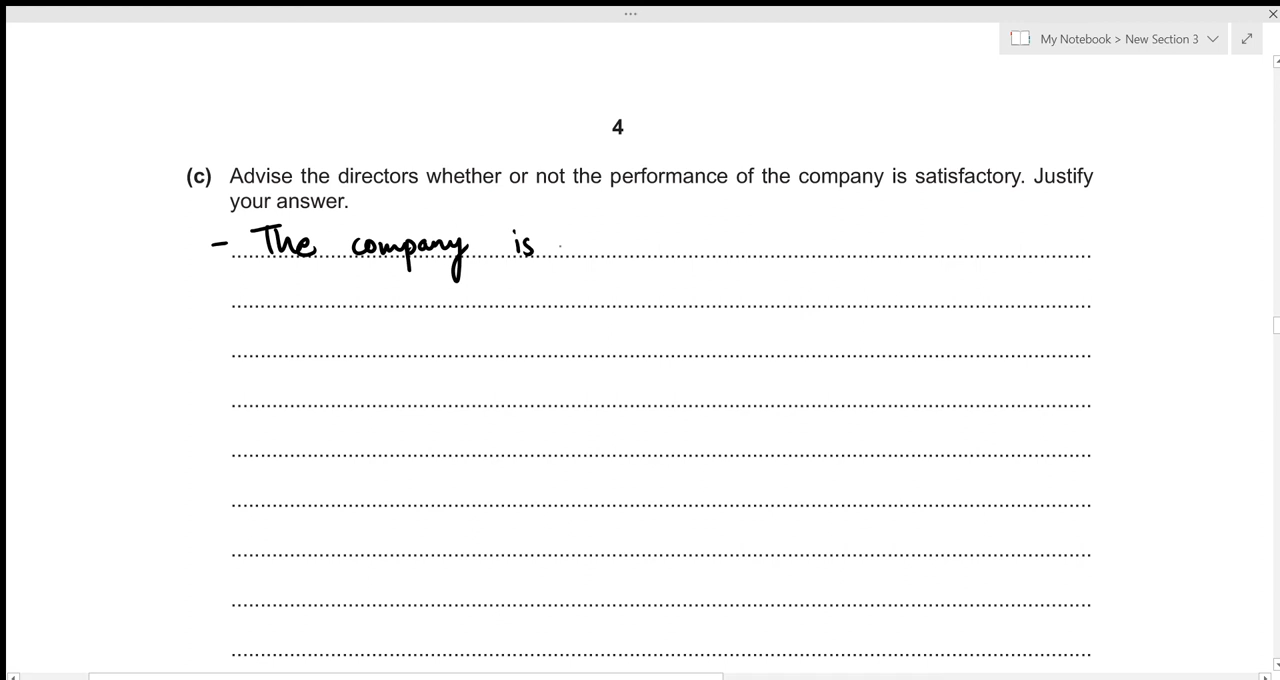 My Notebook > New Section 3
4
(c) Advise the directors whether or not the performance of the company is satisfactory. Justify
your answer.
- The company is